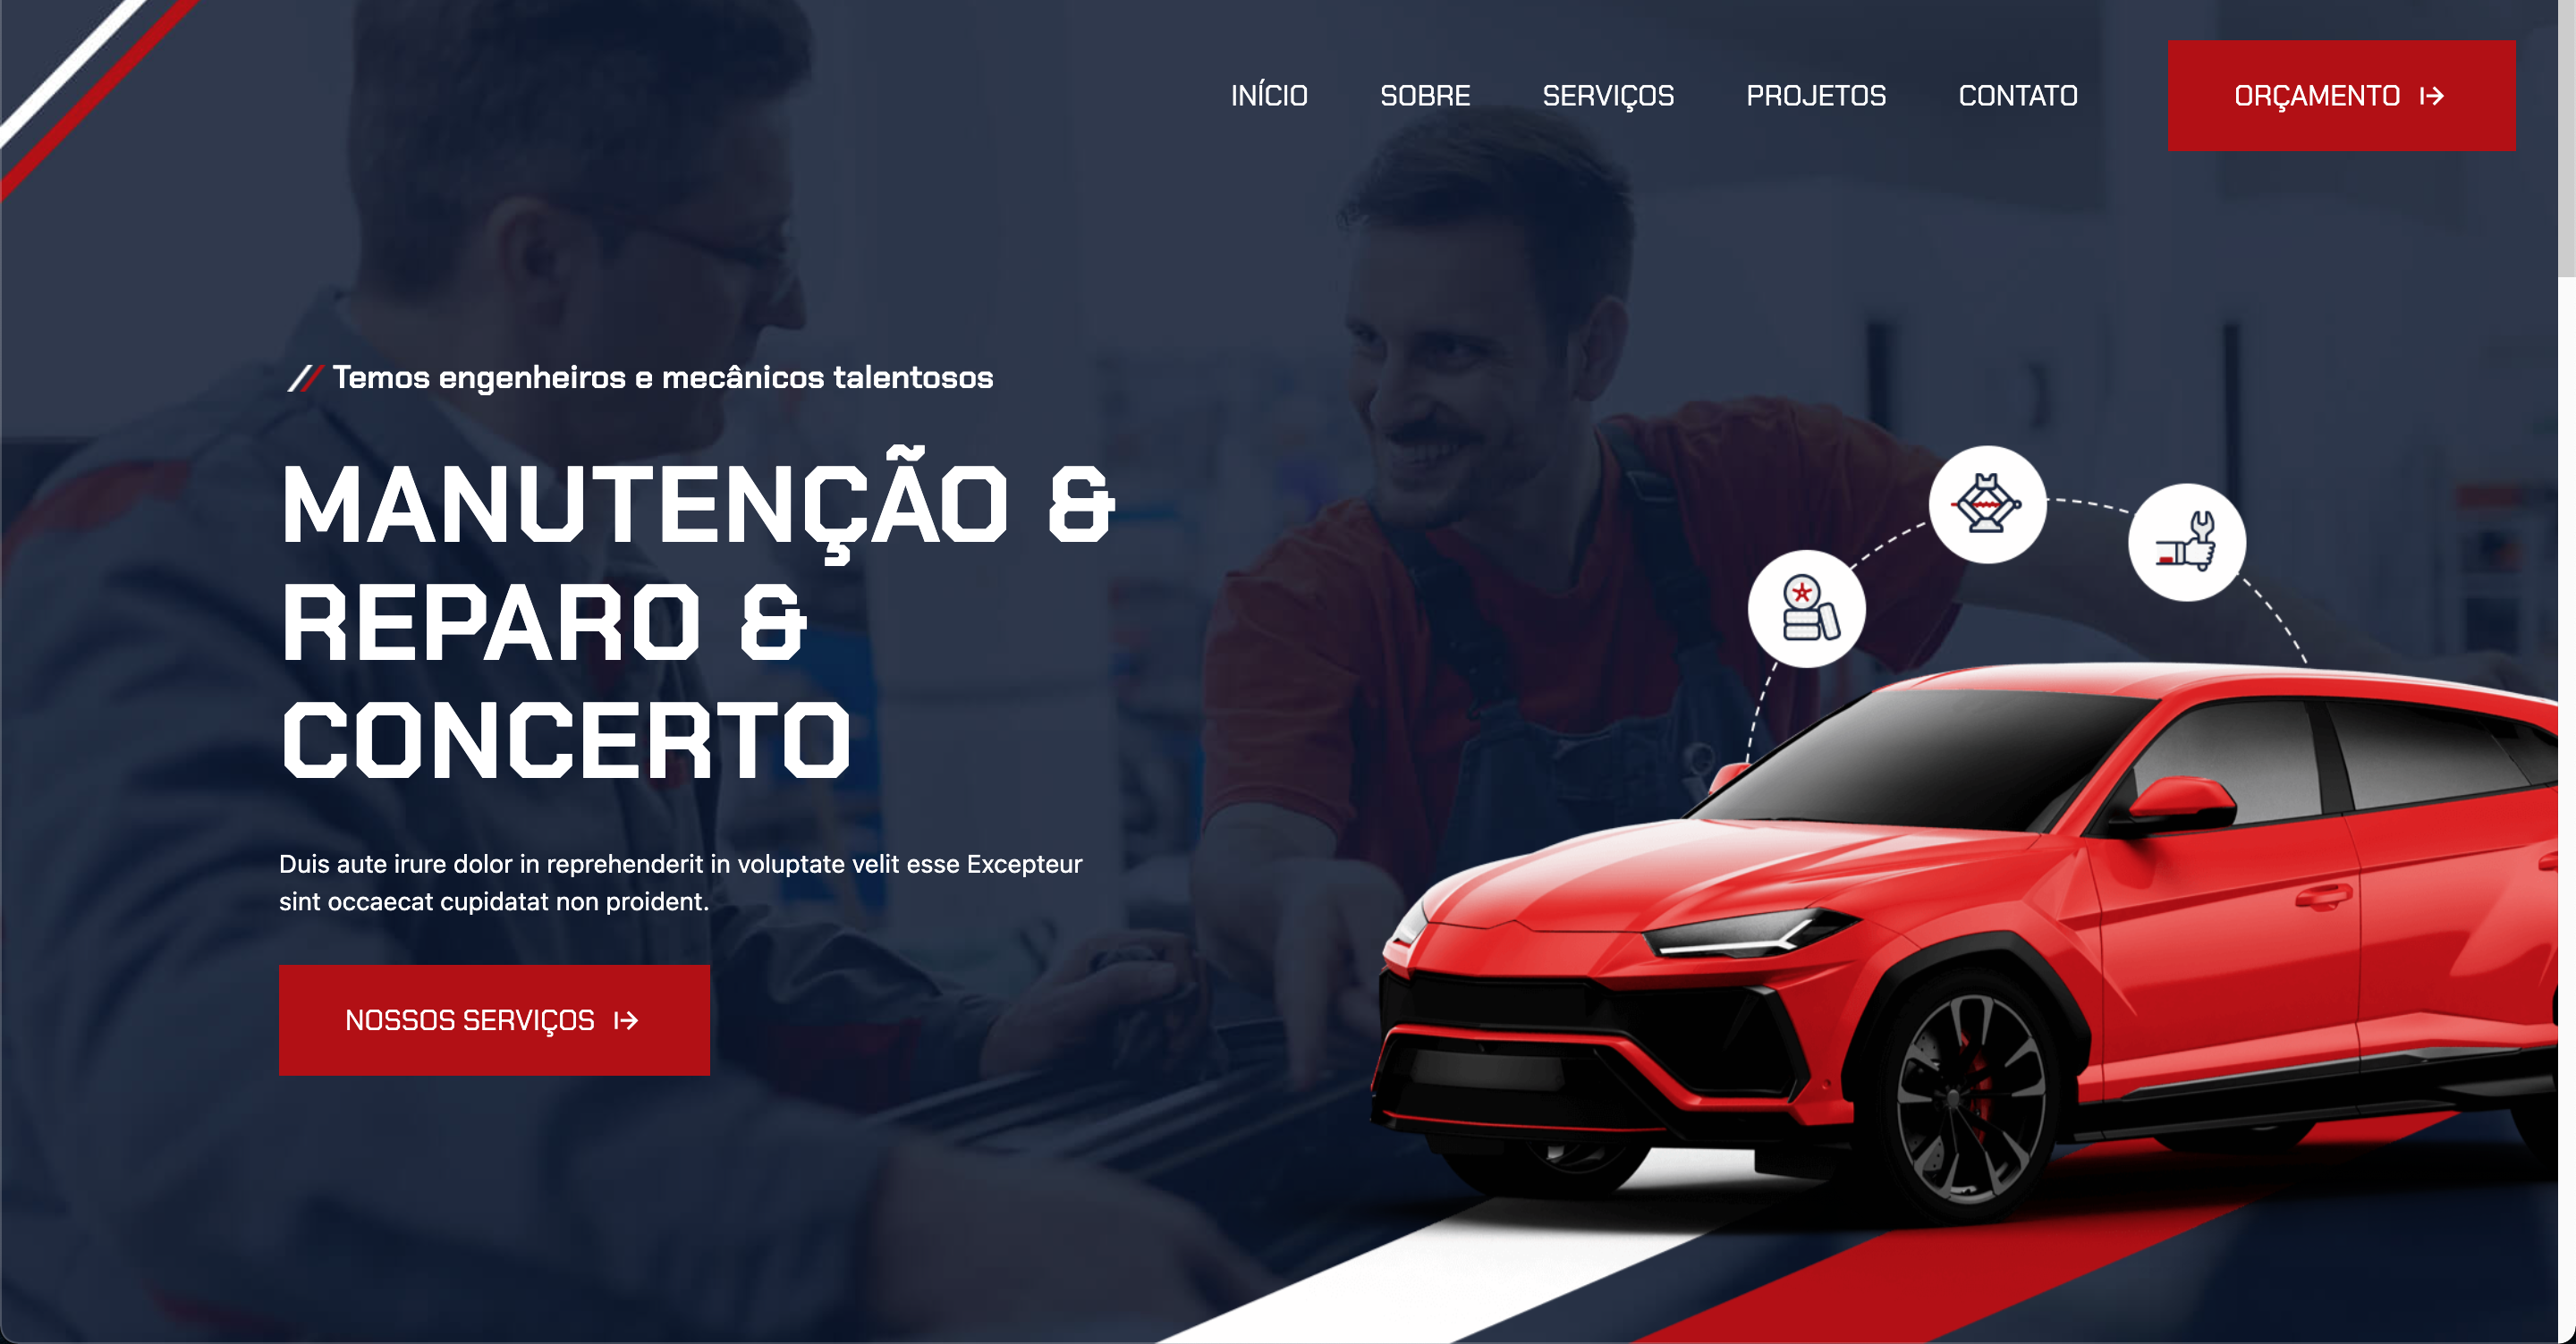 INÍCIO SOBRE SERVIÇOS PROJETOS CONTATO ORÇAMENTO
Temos engenheiros e mecânicos talentosos
MANUTENÇÃO &
REPARO &
CONCERTO
Duis aute irure dolor in reprehenderit in voluptate velit esse Excepteur
sint occaecat cupidatat non proident.
NOSSOS SERVIÇOS